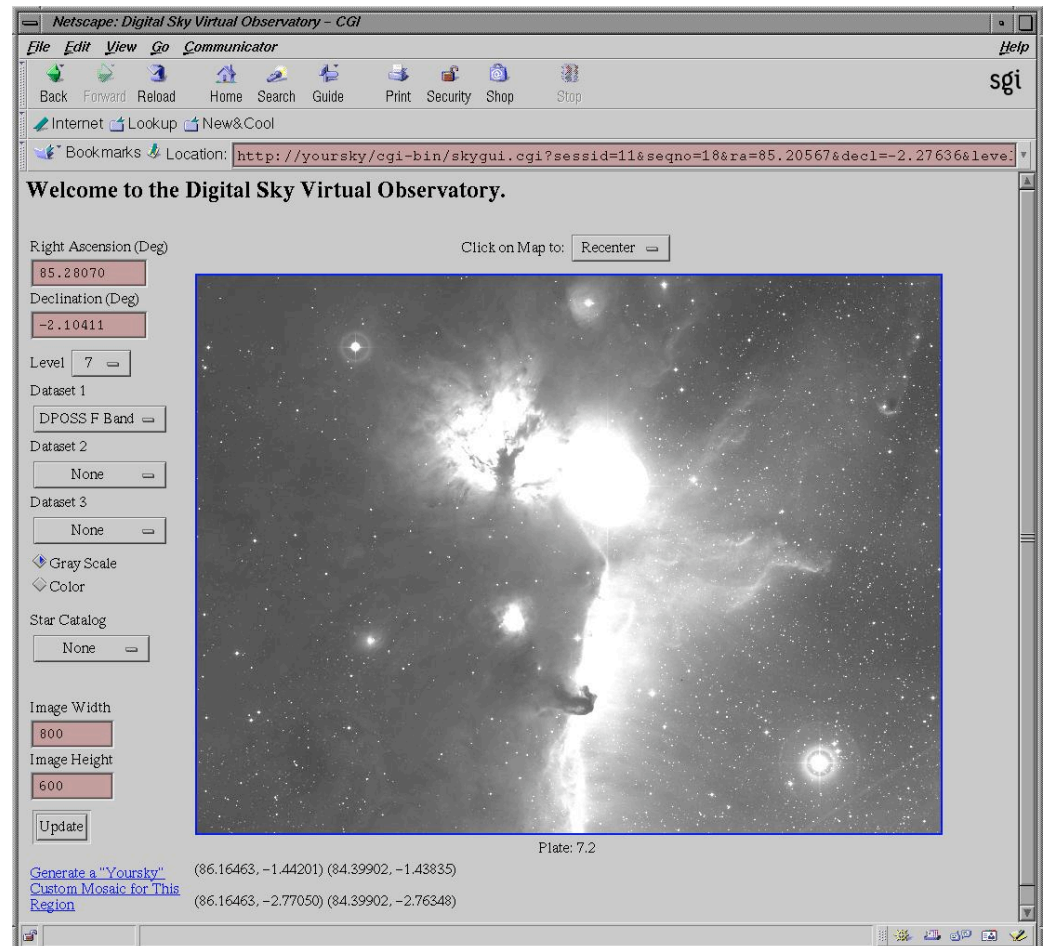 Netscape: Digital Sky Virtual Observatory – CGI
File Edit View Go Communicator Help
Back Forward Reload Home Search Guide Print Security Shop Stop
sgi
Internet Lookup New&Cool
Bookmarks Location: http://yoursky/cgi-bin/skygui.cgi?sessid=11&seqno=18&ra=85.20567&decl=-2.27636&level
Welcome to the Digital Sky Virtual Observatory.
Right Ascension (Deg)
Click on Map to: Recenter
85.28070
Declination (Deg)
-2.10411
Level 7
Dataset 1
DPOSS F Band
Dataset 2
None
Dataset 3
None
Gray Scale
Color
Star Catalog
None
Image Width
800
Image Height
600
Update
Plate: 7.2
Generate a "Yoursky"
Custom Mosaic for This
Region
(86.16463, -1.44201) (84.39902, -1.43835)
(86.16463, -2.77050) (84.39902, -2.76348)